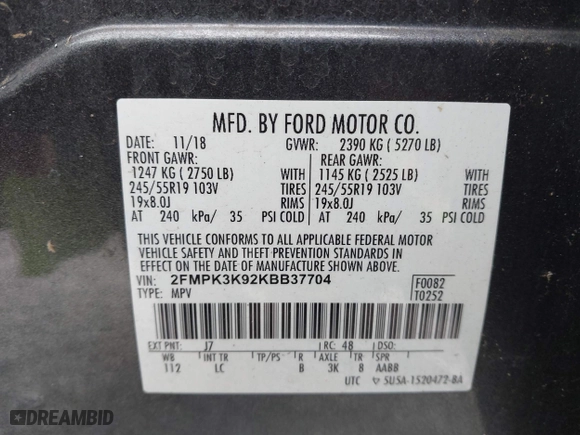 MFD. BY FORD MOTOR CO.
DATE: 11/18 GVWR: 2390 KG ( 5270 LB)
FRONT GAWR: REAR GAWR:
1247 KG ( 2750 LB) WITH 1145 KG ( 2525 LB) WITH
245/55R19 103V TIRES 245/55R19 103V TIRES
19x8.0J RIMS 19x8.0J RIMS
AT 240 kPa/ 35 PSI COLD AT 240 kPa/ 35 PSI COLD
THIS VEHICLE CONFORMS TO ALL APPLICABLE FEDERAL MOTOR
VEHICLE SAFETY AND THEFT PREVENTION STANDARDS IN
EFFECT ON THE DATE OF MANUFACTURE SHOWN ABOVE.
VIN: 2FMPK3K92KBB37704 F0082
TYPE: MPV T0252
EXT PNT: J7 RC: 48 DSO:
WB INT TR TP/PS R AXLE TR SPR
112 LC B 3K 8 AABB
UTC 5U5A-1520472-BA
DREAMBID